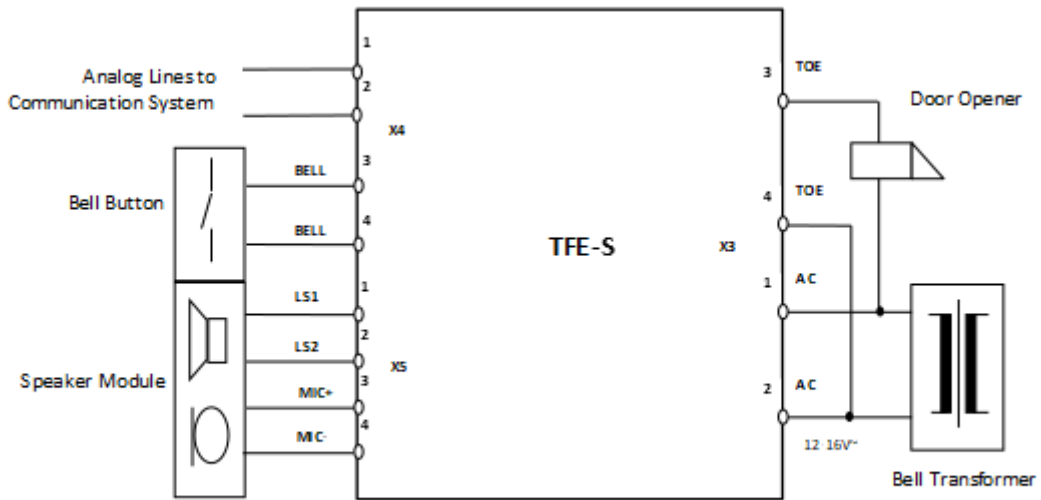 Analog Lines to
Communication System
1
2
X4
3
BELL
4
BELL
Bell Button
1
LS1
2
LS2
X5
3
MIC+
4
MIC-
Speaker Module
TFE-S
3
TOE
Door Opener
4
TOE
X3
1
AC
2
AC
12 16V~
Bell Transformer